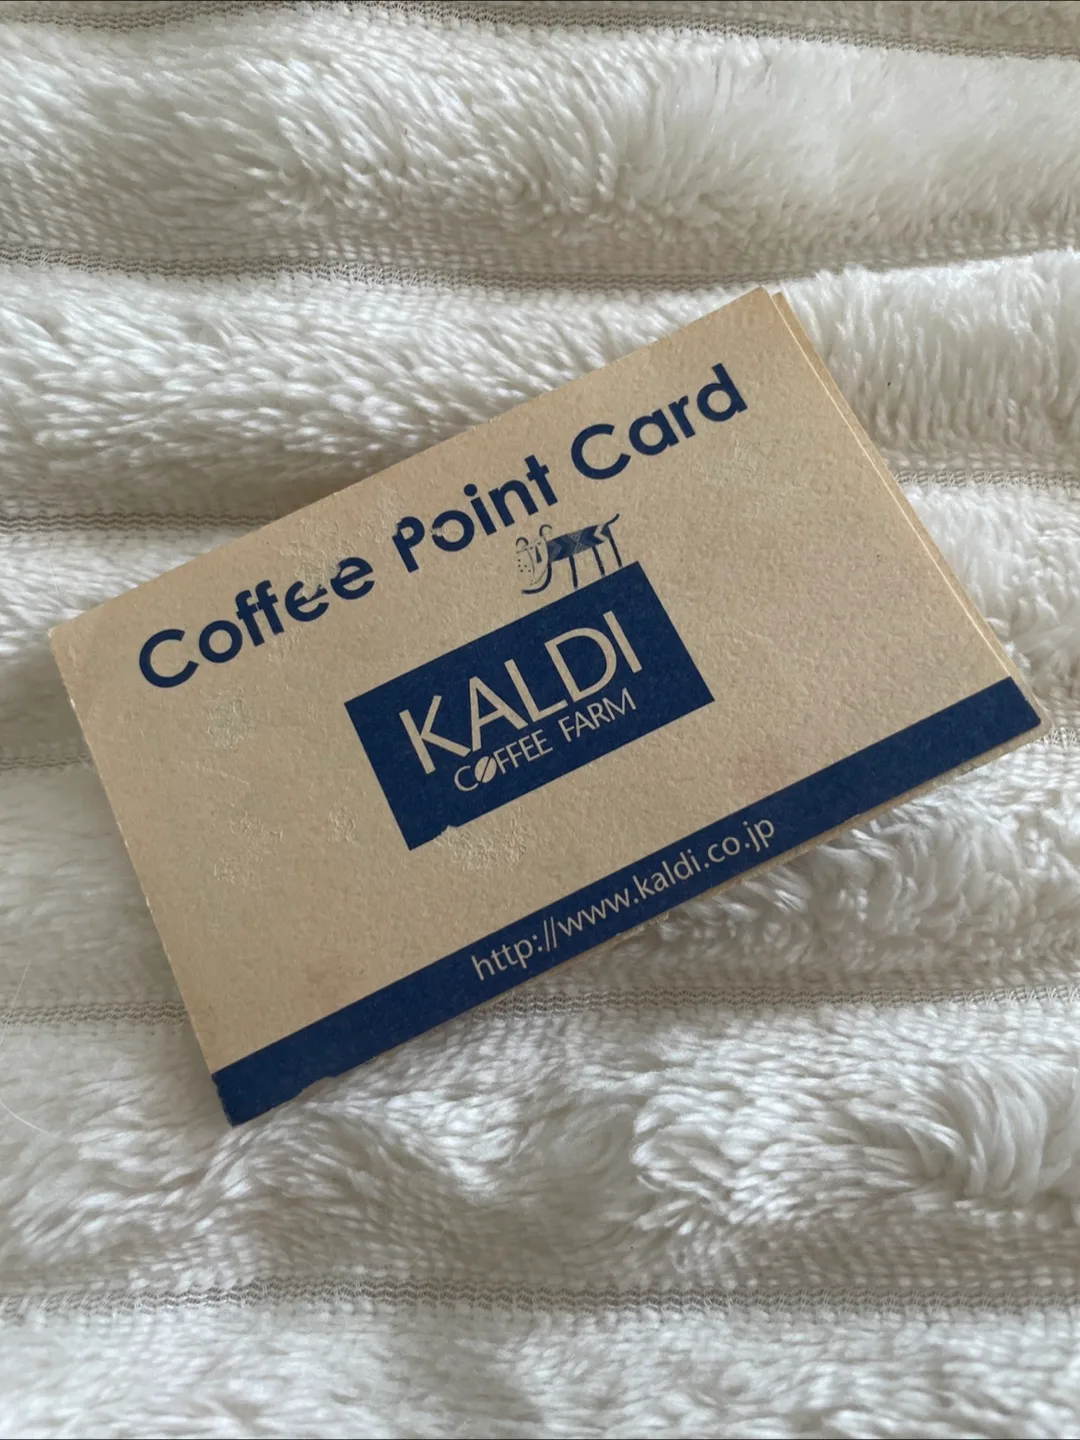 Coffee Point Card
KALDI
COFFEE FARM
http://www.kaldi.co.jp